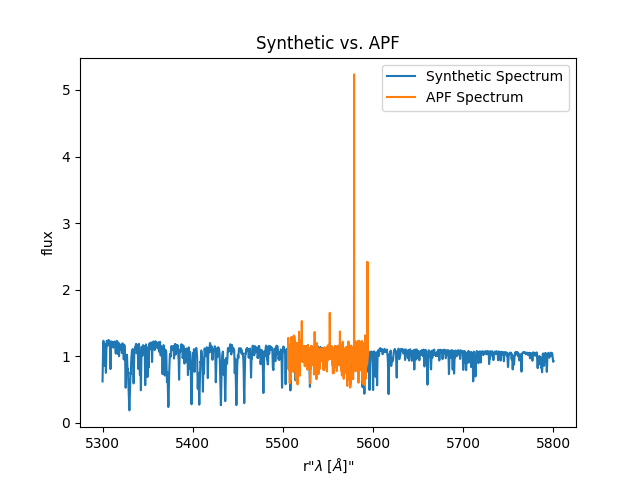 Synthetic vs. APF
Synthetic Spectrum
APF Spectrum
5
4
3
2
1
0
flux
5300 5400 5500 5600 5700 5800
r"λ [Å]"